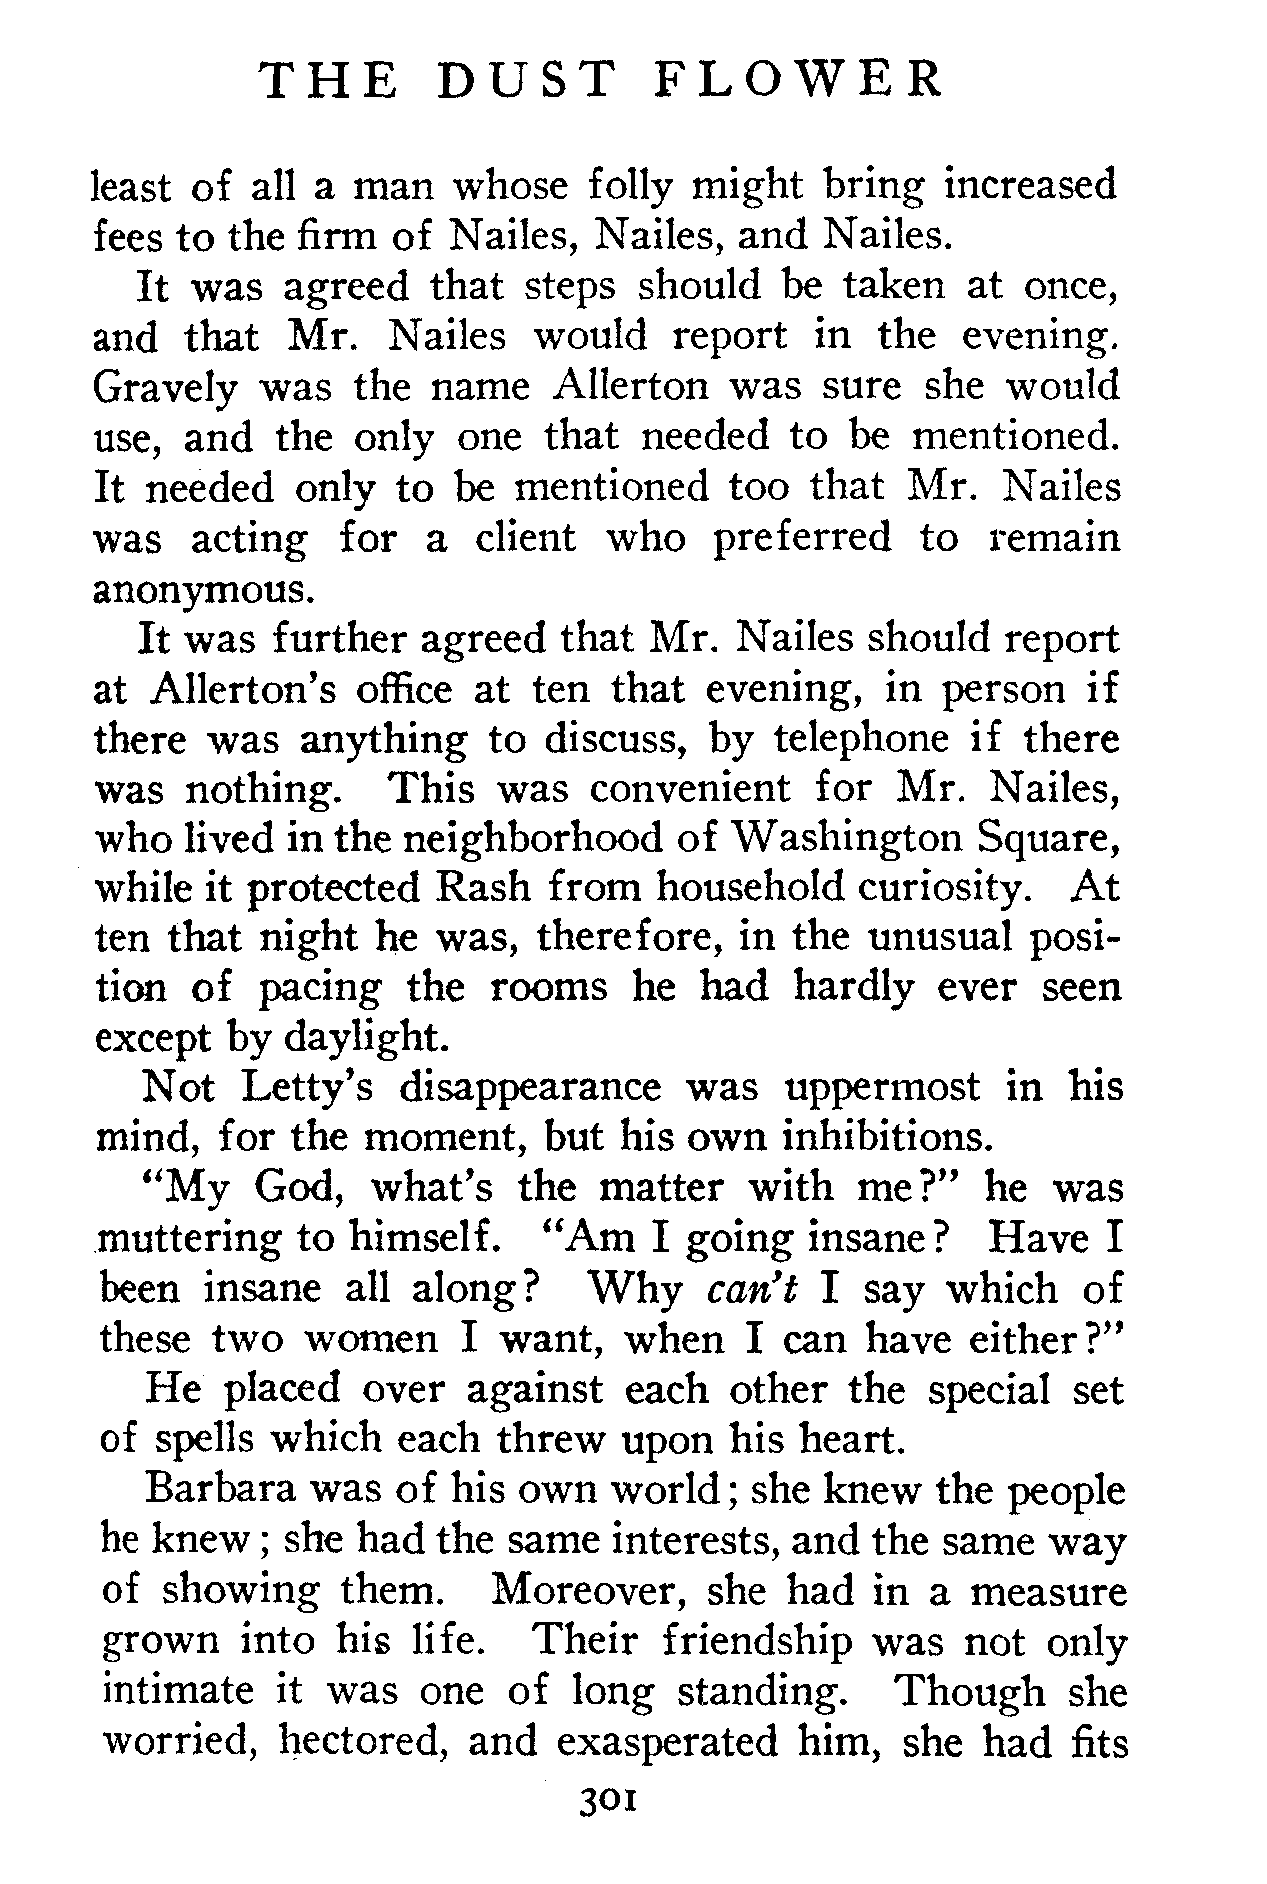 THE DUST FLOWER
least of all a man whose folly might bring increased
fees to the firm of Nailes, Nailes, and Nailes.
It was agreed that steps should be taken at once,
and that Mr. Nailes would report in the evening.
Gravely was the name Allerton was sure she would
use, and the only one that needed to be mentioned.
It needed only to be mentioned too that Mr. Nailes
was acting for a client who preferred to remain
anonymous.
It was further agreed that Mr. Nailes should report
at Allerton's office at ten that evening, in person if
there was anything to discuss, by telephone if there
was nothing. This was convenient for Mr. Nailes,
who lived in the neighborhood of Washington Square,
while it protected Rash from household curiosity. At
ten that night he was, therefore, in the unusual posi-
tion of pacing the rooms he had hardly ever seen
except by daylight.
Not Letty's disappearance was uppermost in his
mind, for the moment, but his own inhibitions.
“My God, what's the matter with me?” he was
muttering to himself. “Am I going insane? Have I
been insane all along? Why can't I say which of
these two women I want, when I can have either?”
He placed over against each other the special set
of spells which each threw upon his heart.
Barbara was of his own world; she knew the people
he knew; she had the same interests, and the same way
of showing them. Moreover, she had in a measure
grown into his life. Their friendship was not only
intimate it was one of long standing. Though she
worried, hectored, and exasperated him, she had fits
301